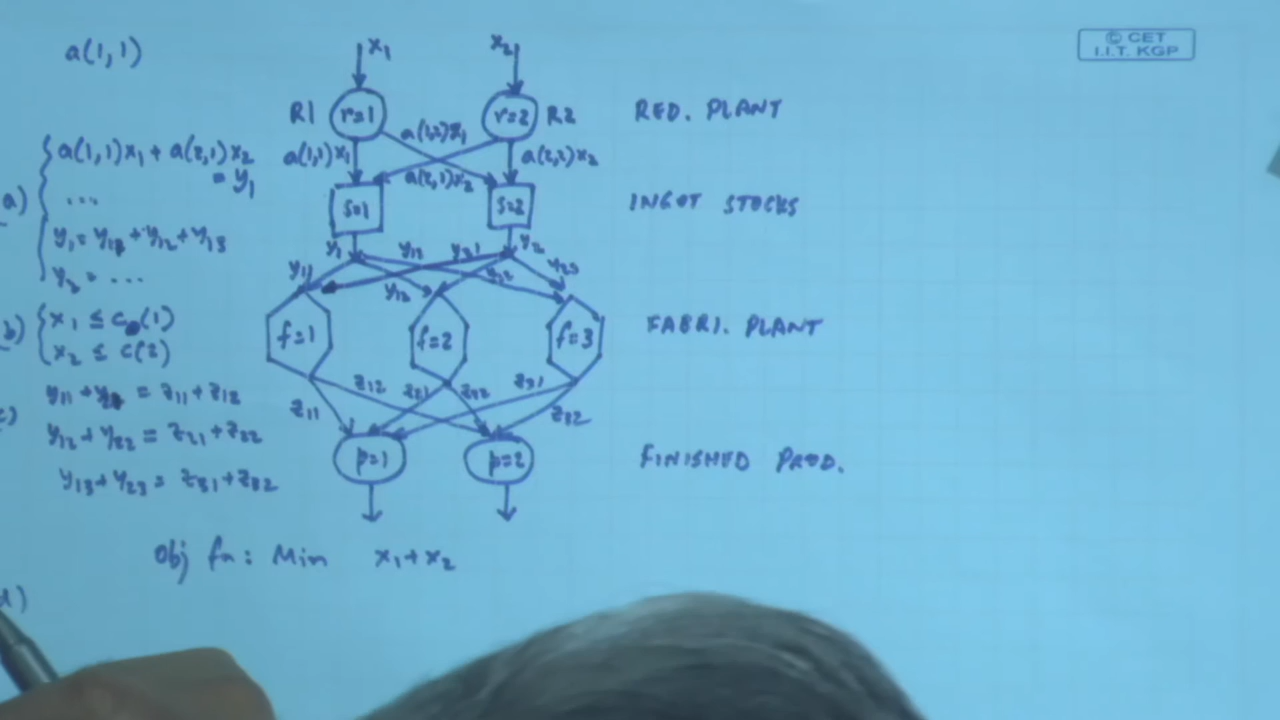 a(1,1)
© CET
I.I.T. KGP
x₁
x₂
R1
r=1
r=2
R2
RED. PLANT
a(1,2)x₁
a(1,1)x₁
a(2,1)x₂
a(2,2)x₂
a)
a(1,1)x₁ + a(2,1)x₂
= y₁
...
y₁ = y₁₁ + y₁₂ + y₁₃
y₂ = ...
s=1
s=2
INGOT STOCKS
y₁
y₁₃
y₂₁
y₁₁
y₁₂
y₂₂
y₂₃
b)
x₁ ≤ c(1)
x₂ ≤ c(2)
f=1
f=2
f=3
FABRI. PLANT
c)
y₁₁ + y₂₁ = z₁₁ + z₁₂
y₁₂ + y₂₂ = z₂₁ + z₂₂
y₁₃ + y₂₃ = z₃₁ + z₃₂
z₁₂
z₂₁
z₂₂
z₃₁
z₁₁
z₃₂
p=1
p=2
FINISHED PROD.
Obj fn: Min x₁ + x₂
d)